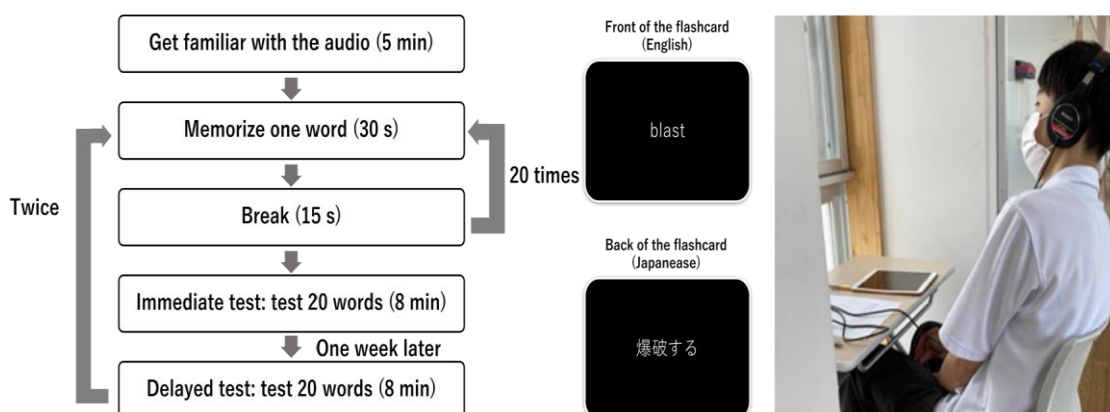 Get familiar with the audio (5 min)
Memorize one word (30 s)
Break (15 s)
Immediate test: test 20 words (8 min)
One week later
Delayed test: test 20 words (8 min)
Twice
20 times
Front of the flashcard
(English)
blast
Back of the flashcard
(Japanease)
爆破する